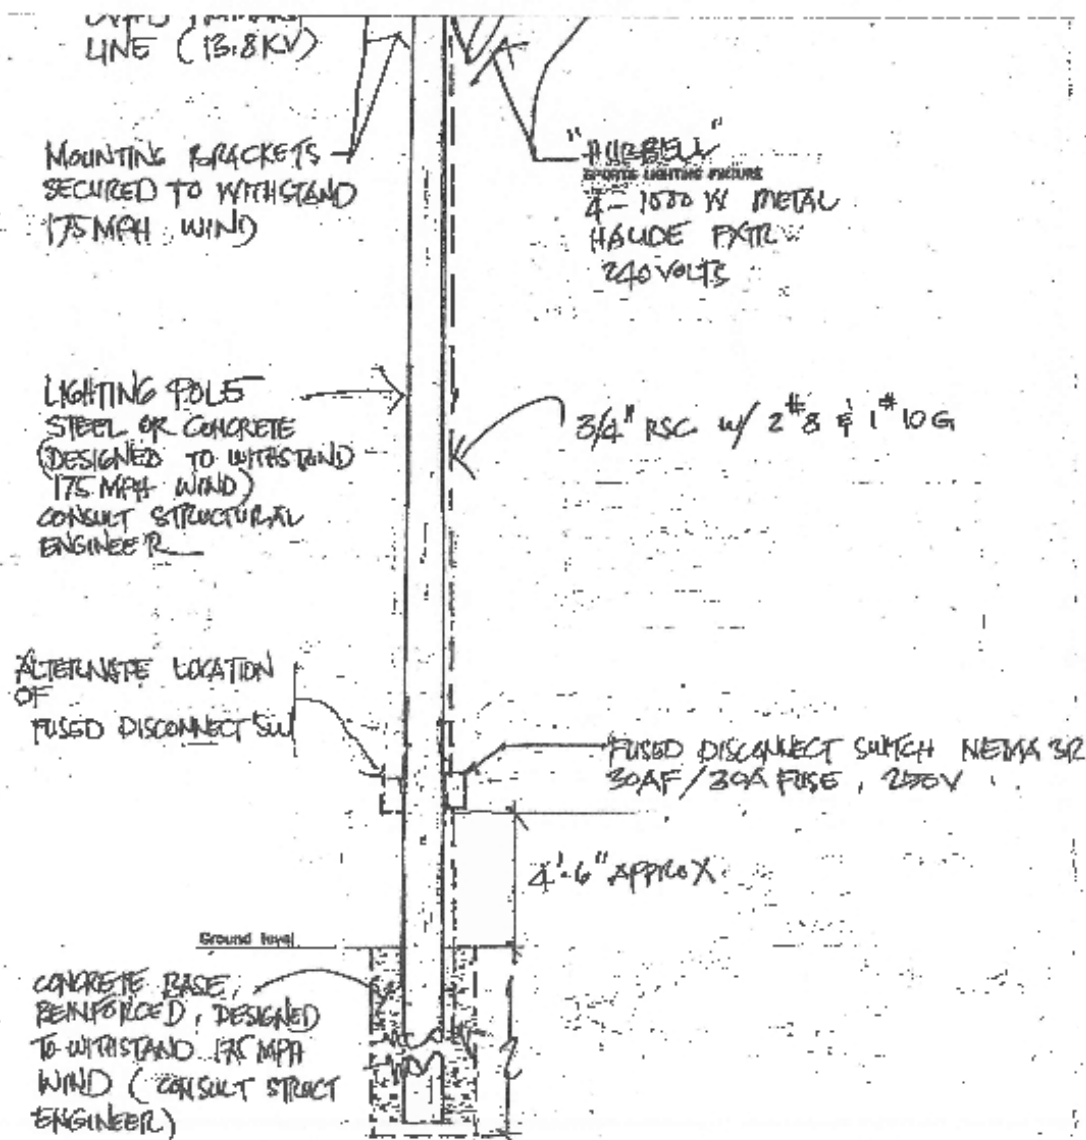 LINE (13.8KV)
MOUNTING BRACKETS
SECURED TO WITHSTAND
175 MPH WIND)
"HUBBELL"
SPORTS LIGHTING FIXTURE
4- 1000 W METAL
HALIDE FXTR
240 VOLTS
LIGHTING POLE
STEEL OR CONCRETE
(DESIGNED TO WITHSTAND
175 MPH WIND)
CONSULT STRUCTURAL
ENGINEER
3/4" RSC w/ 2#8 & 1#10 G
ALTERNATE LOCATION
OF
FUSED DISCONNECT SW
FUSED DISCONNECT SWITCH NEMA 3R
30AF/30A FUSE, 250V
4'-6" APPROX
Ground level
CONCRETE BASE,
REINFORCED, DESIGNED
TO WITHSTAND 175 MPH
WIND (CONSULT STRUCT
ENGINEER)